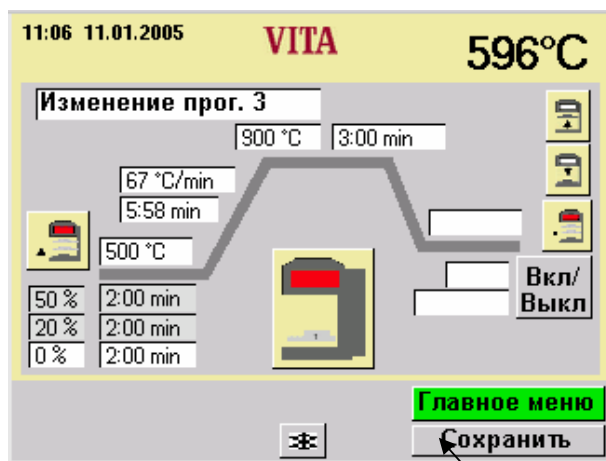 11:06 11.01.2005
VITA
596°C
Изменение прог. 3
900 °C
3:00 min
67 °C/min
5:58 min
500 °C
50 %
2:00 min
20 %
2:00 min
0 %
2:00 min
1
Вкл/
Выкл
Главное меню
Сохранить